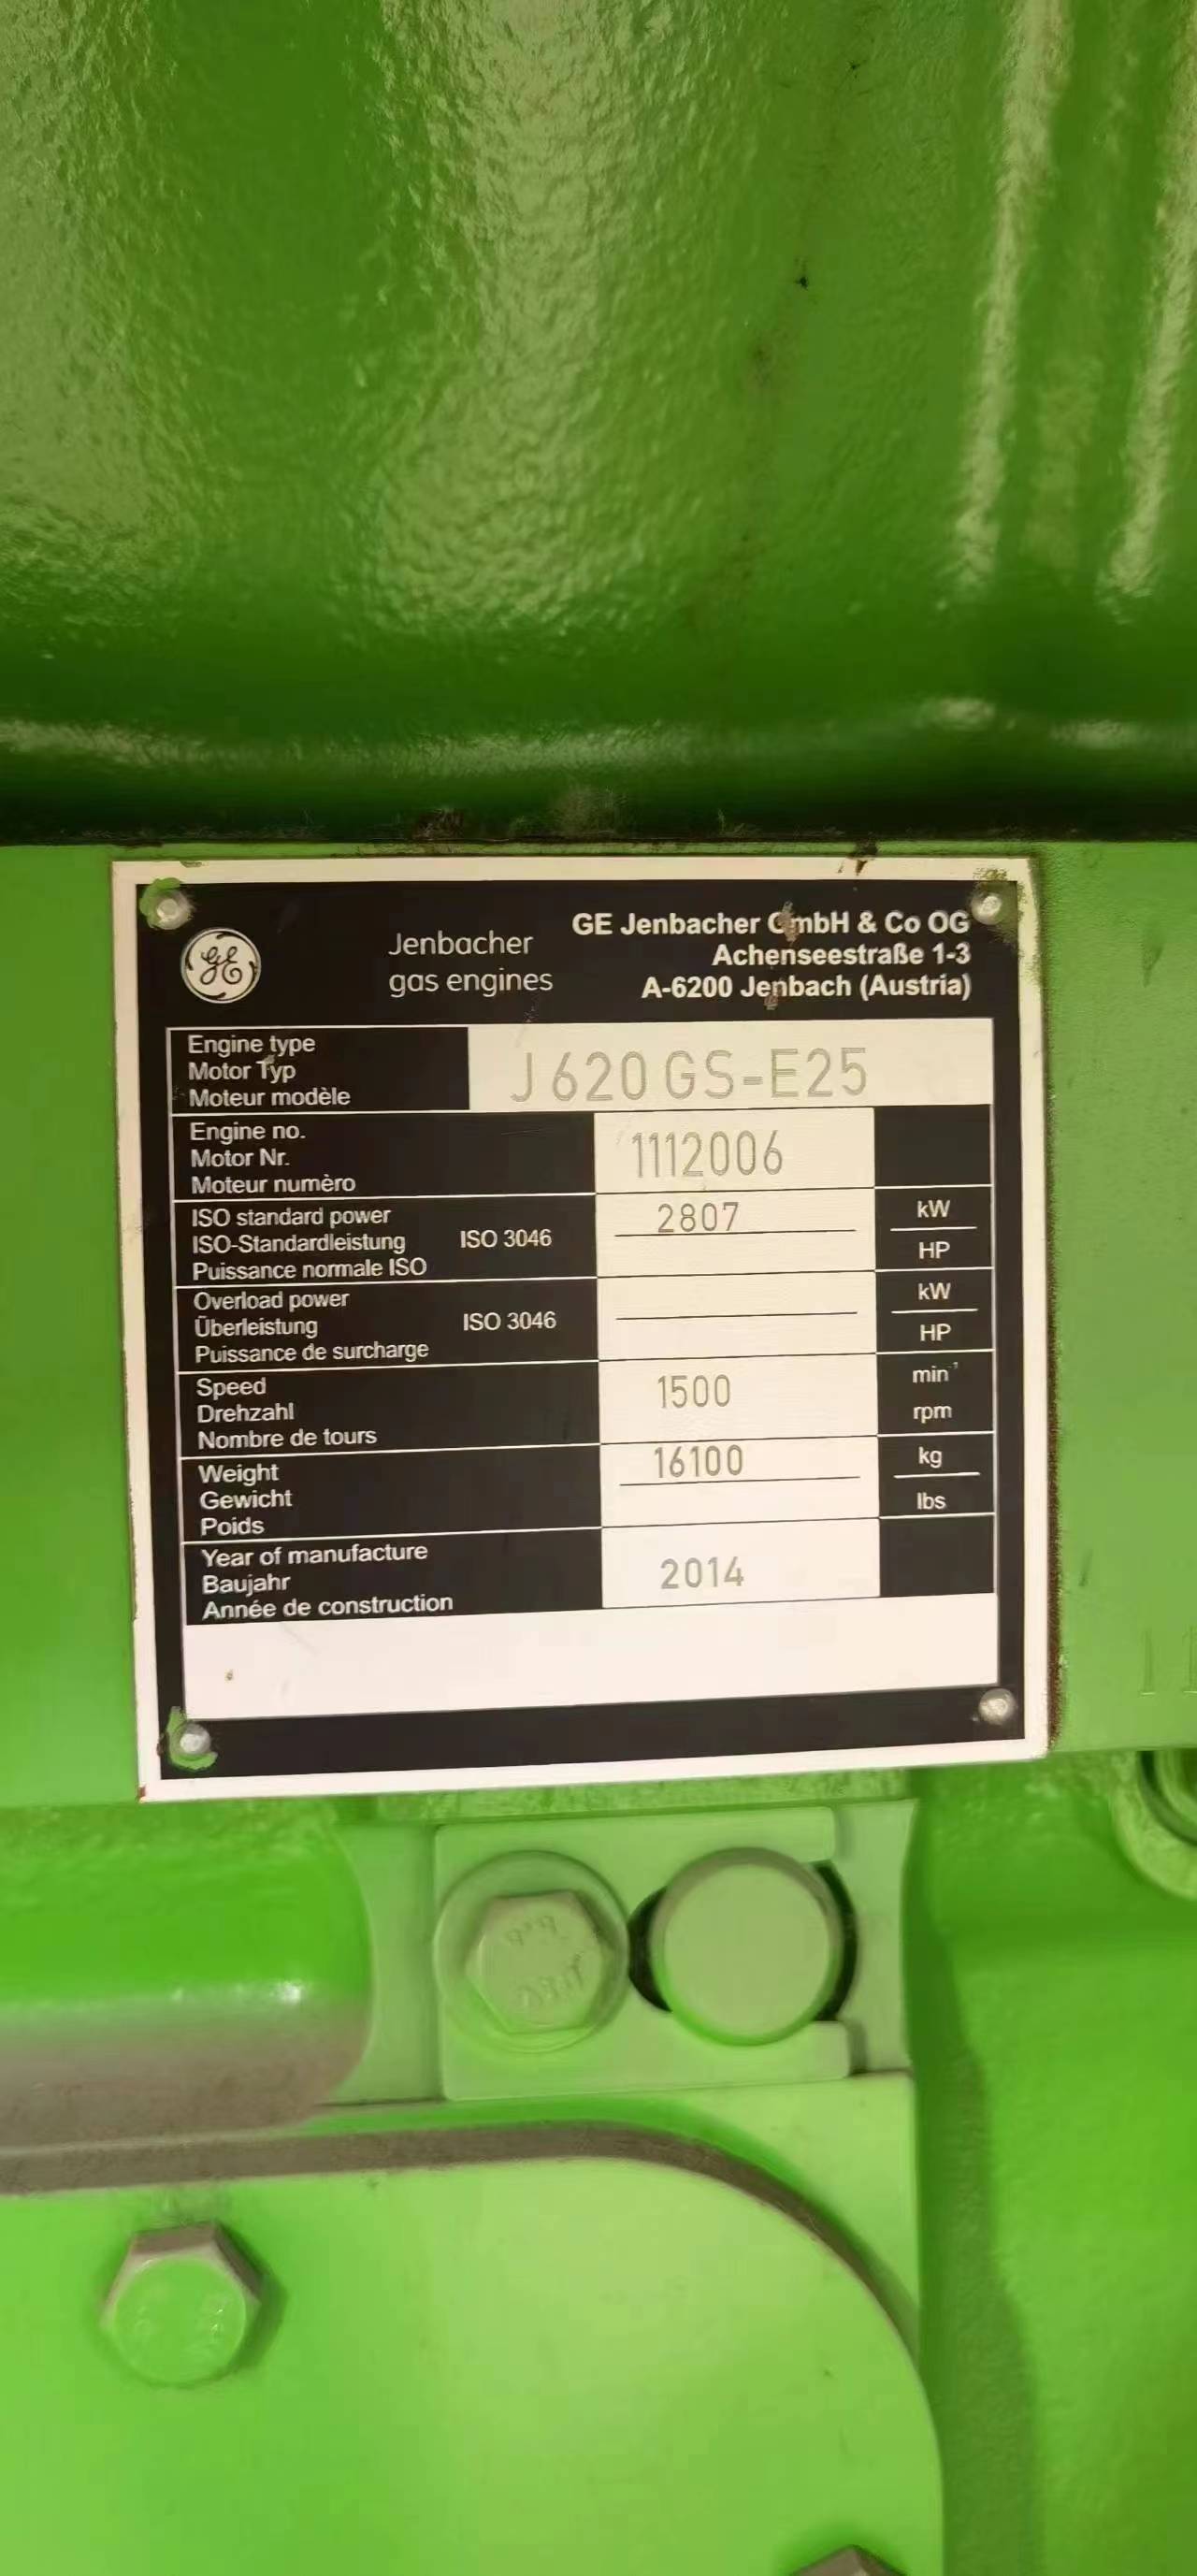 GE
Jenbacher
gas engines
GE Jenbacher GmbH & Co OG
Achenseestraße 1-3
A-6200 Jenbach (Austria)
Engine type
Motor Typ
Moteur modèle
J 620 GS-E25
Engine no.
Motor Nr.
Moteur numèro
1112006
ISO standard power
ISO-Standardleistung
Puissance normale ISO
ISO 3046
2807
kW
HP
Overload power
Überleistung
Puissance de surcharge
ISO 3046
kW
HP
Speed
Drehzahl
Nombre de tours
1500
min⁻¹
rpm
Weight
Gewicht
Poids
16100
kg
lbs
Year of manufacture
Baujahr
Année de construction
2014